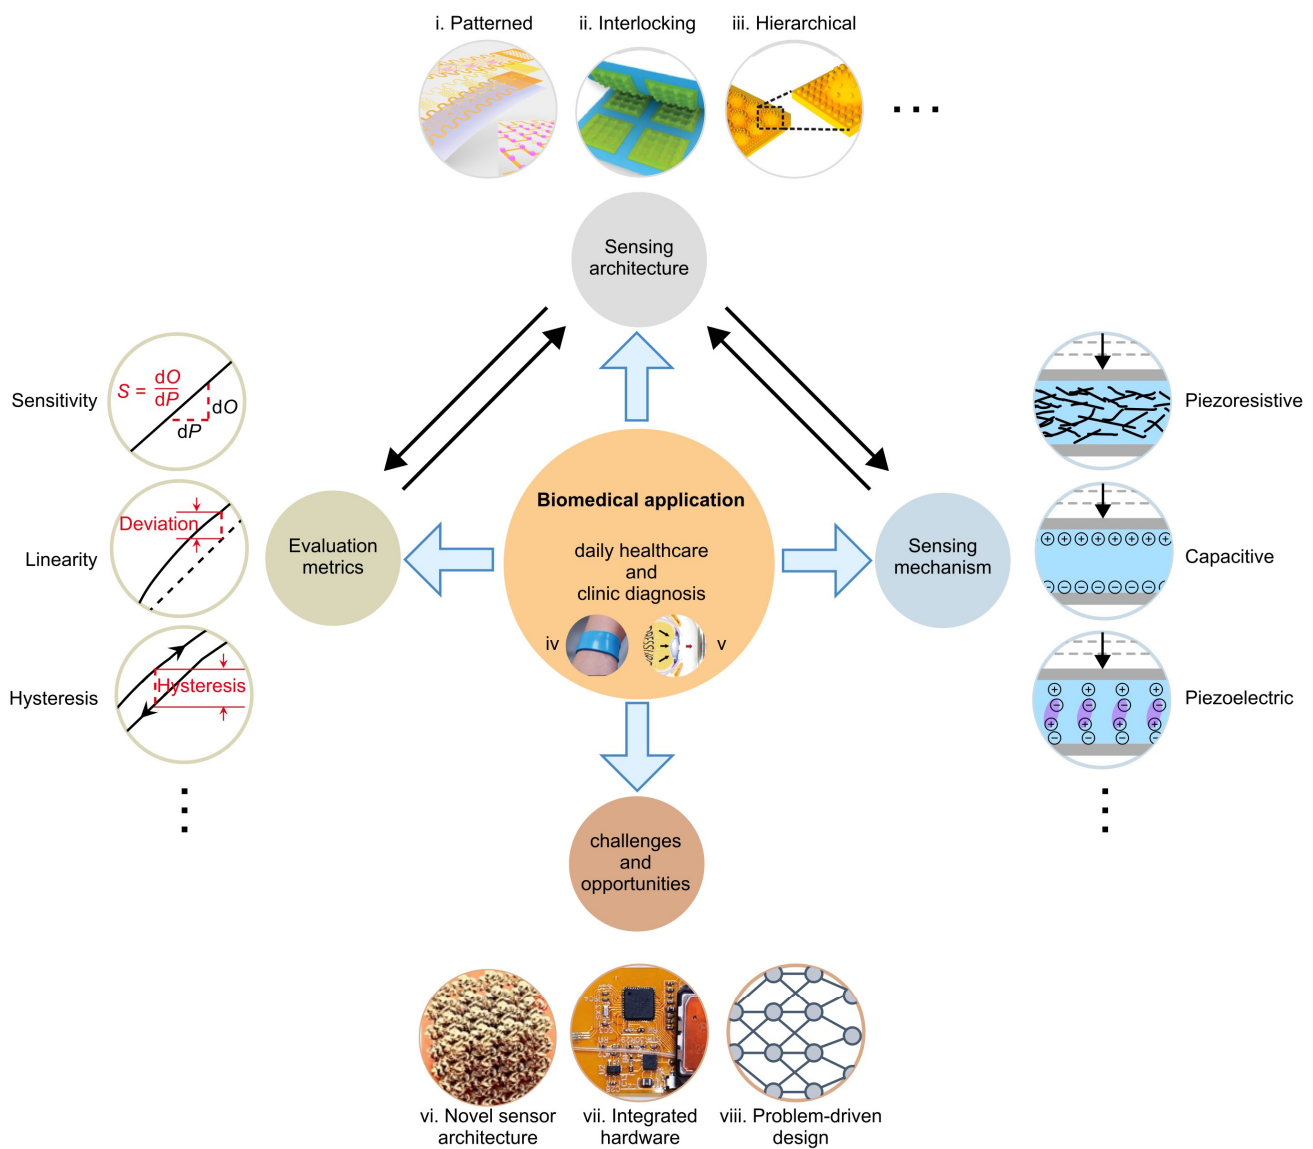 i. Patterned
ii. Interlocking
iii. Hierarchical
Sensing
architecture
Sensitivity
S = dO
dP
dO
dP
Deviation
Linearity
Hysteresis
Hysteresis
Evaluation
metrics
Biomedical application
daily healthcare
and
clinic diagnosis
iv
v
Sensing
mechanism
Piezoresistive
Capacitive
Piezoelectric
challenges
and
opportunities
vi. Novel sensor
architecture
vii. Integrated
hardware
viii. Problem-driven
design